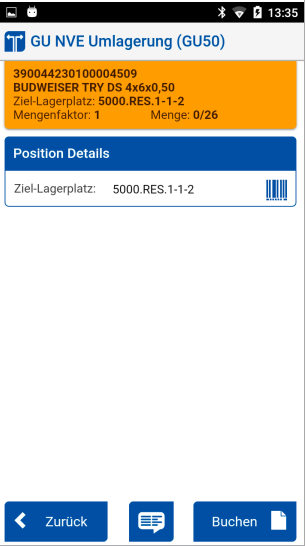 13:35
GU NVE Umlagerung (GU50)
390044230100004509
BUDWEISER TRY DS 4x6x0,50
Ziel-Lagerplatz: 5000.RES.1-1-2
Mengenfaktor: 1 Menge: 0/26
Position Details
Ziel-Lagerplatz: 5000.RES.1-1-2
Zurück Buchen